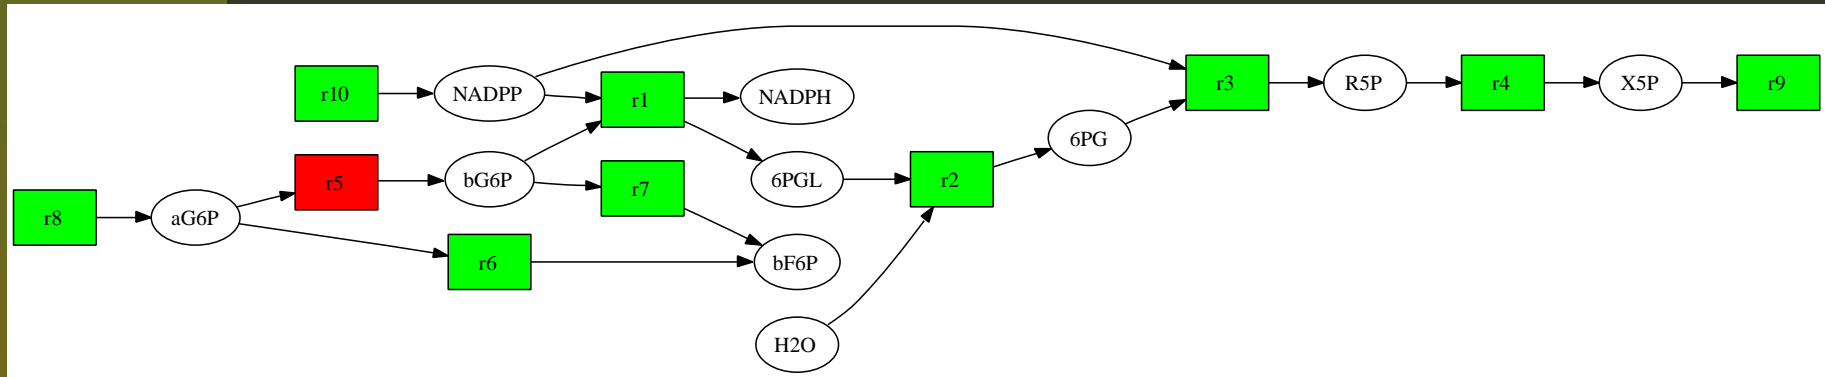 r10
NADPP
r1
NADPH
r3
R5P
r4
X5P
r9
6PG
r8
aG6P
r5
bG6P
r7
6PGL
r2
r6
bF6P
H2O